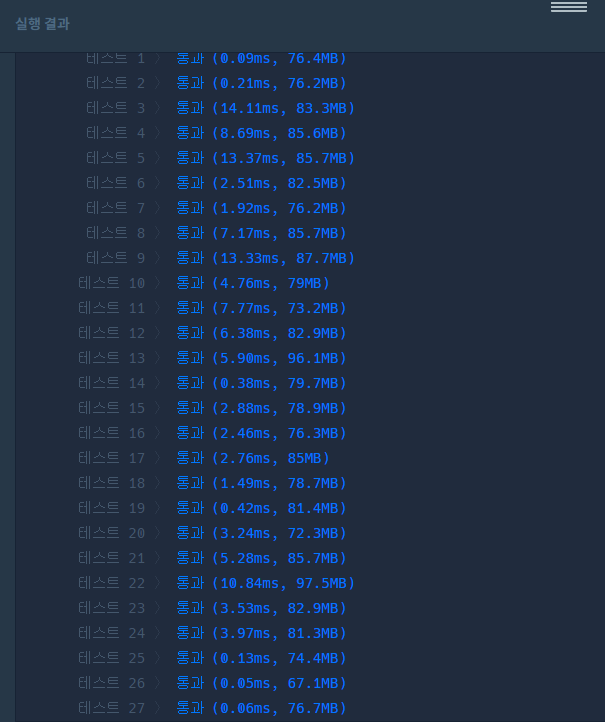 실행 결과
테스트 1 〉 통과 (0.09ms, 76.4MB)
테스트 2 〉 통과 (0.21ms, 76.2MB)
테스트 3 〉 통과 (14.11ms, 83.3MB)
테스트 4 〉 통과 (8.69ms, 85.6MB)
테스트 5 〉 통과 (13.37ms, 85.7MB)
테스트 6 〉 통과 (2.51ms, 82.5MB)
테스트 7 〉 통과 (1.92ms, 76.2MB)
테스트 8 〉 통과 (7.17ms, 85.7MB)
테스트 9 〉 통과 (13.33ms, 87.7MB)
테스트 10 〉 통과 (4.76ms, 79MB)
테스트 11 〉 통과 (7.77ms, 73.2MB)
테스트 12 〉 통과 (6.38ms, 82.9MB)
테스트 13 〉 통과 (5.90ms, 96.1MB)
테스트 14 〉 통과 (0.38ms, 79.7MB)
테스트 15 〉 통과 (2.88ms, 78.9MB)
테스트 16 〉 통과 (2.46ms, 76.3MB)
테스트 17 〉 통과 (2.76ms, 85MB)
테스트 18 〉 통과 (1.49ms, 78.7MB)
테스트 19 〉 통과 (0.42ms, 81.4MB)
테스트 20 〉 통과 (3.24ms, 72.3MB)
테스트 21 〉 통과 (5.28ms, 85.7MB)
테스트 22 〉 통과 (10.84ms, 97.5MB)
테스트 23 〉 통과 (3.53ms, 82.9MB)
테스트 24 〉 통과 (3.97ms, 81.3MB)
테스트 25 〉 통과 (0.13ms, 74.4MB)
테스트 26 〉 통과 (0.05ms, 67.1MB)
테스트 27 〉 통과 (0.06ms, 76.7MB)